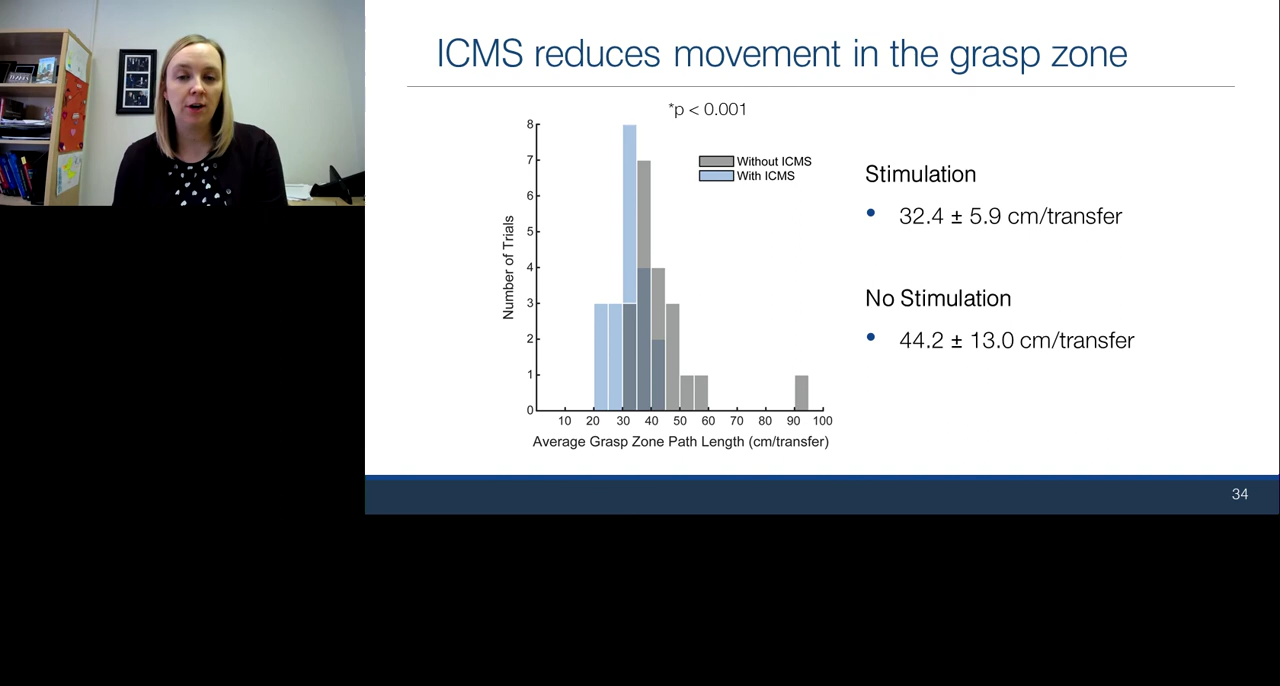 ICMS reduces movement in the grasp zone
*p < 0.001
8
7
6
5
4
3
2
1
0
Number of Trials
Without ICMS
With ICMS
10 20 30 40 50 60 70 80 90 100
Average Grasp Zone Path Length (cm/transfer)
Stimulation
• 32.4 ± 5.9 cm/transfer
No Stimulation
• 44.2 ± 13.0 cm/transfer
34